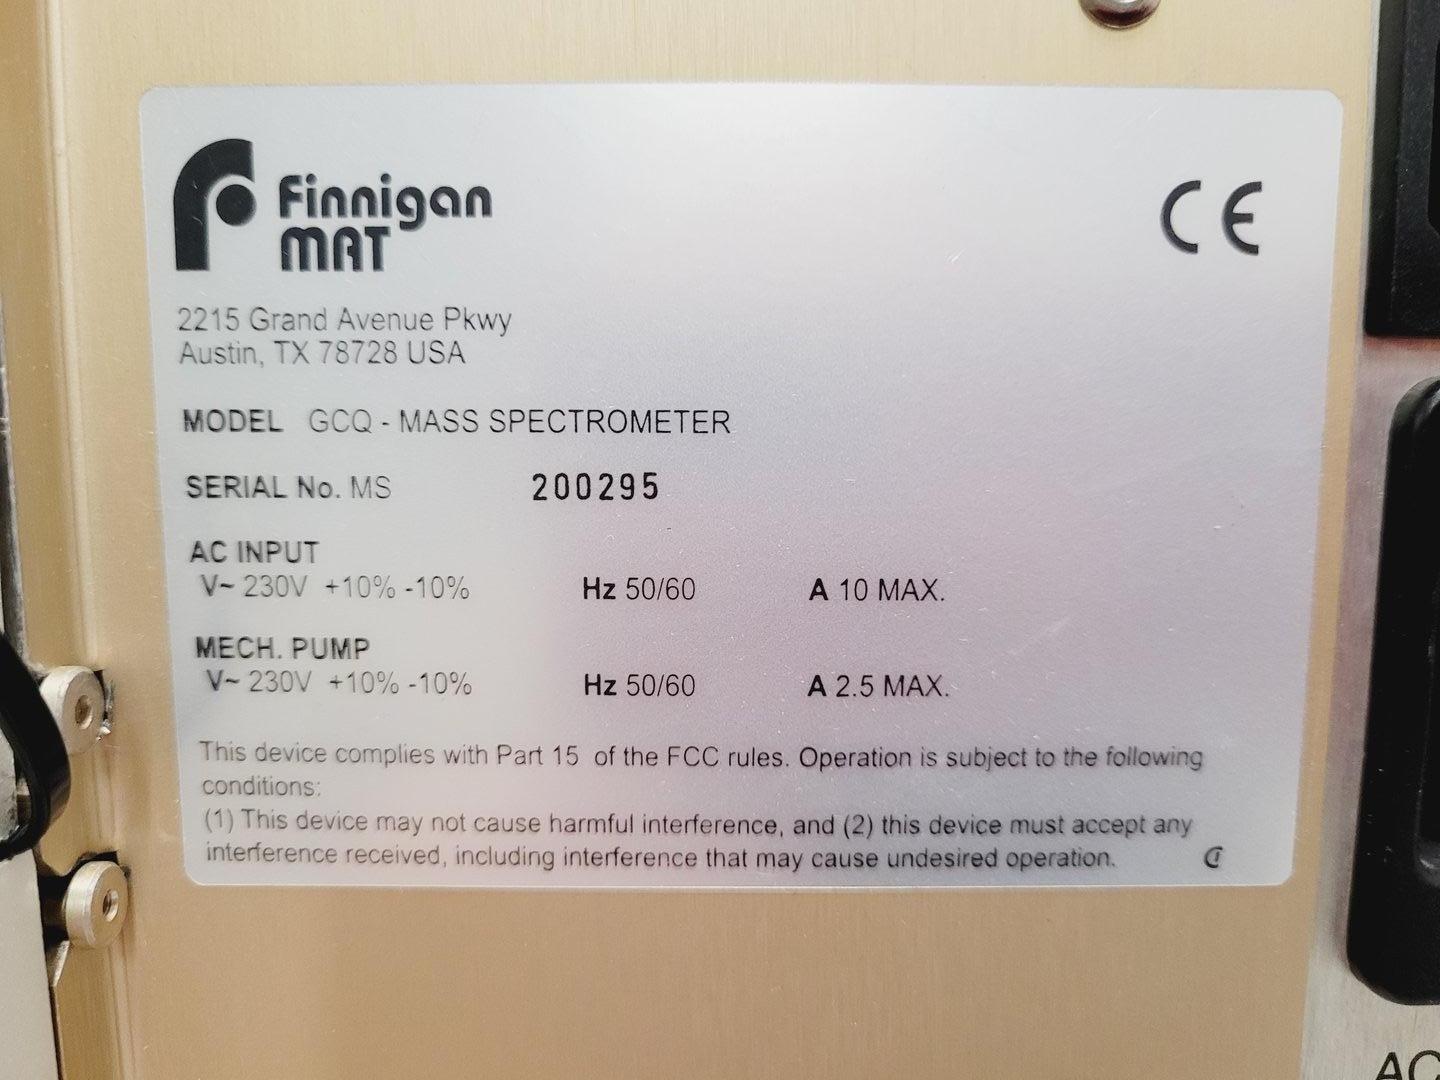 Finnigan
MAT
CE
2215 Grand Avenue Pkwy
Austin, TX 78728 USA
MODEL GCQ - MASS SPECTROMETER
SERIAL No. MS 200295
AC INPUT
V~ 230V +10% -10% Hz 50/60 A 10 MAX.
MECH. PUMP
V~ 230V +10% -10% Hz 50/60 A 2.5 MAX.
This device complies with Part 15 of the FCC rules. Operation is subject to the following
conditions:
(1) This device may not cause harmful interference, and (2) this device must accept any
interference received, including interference that may cause undesired operation.
AC